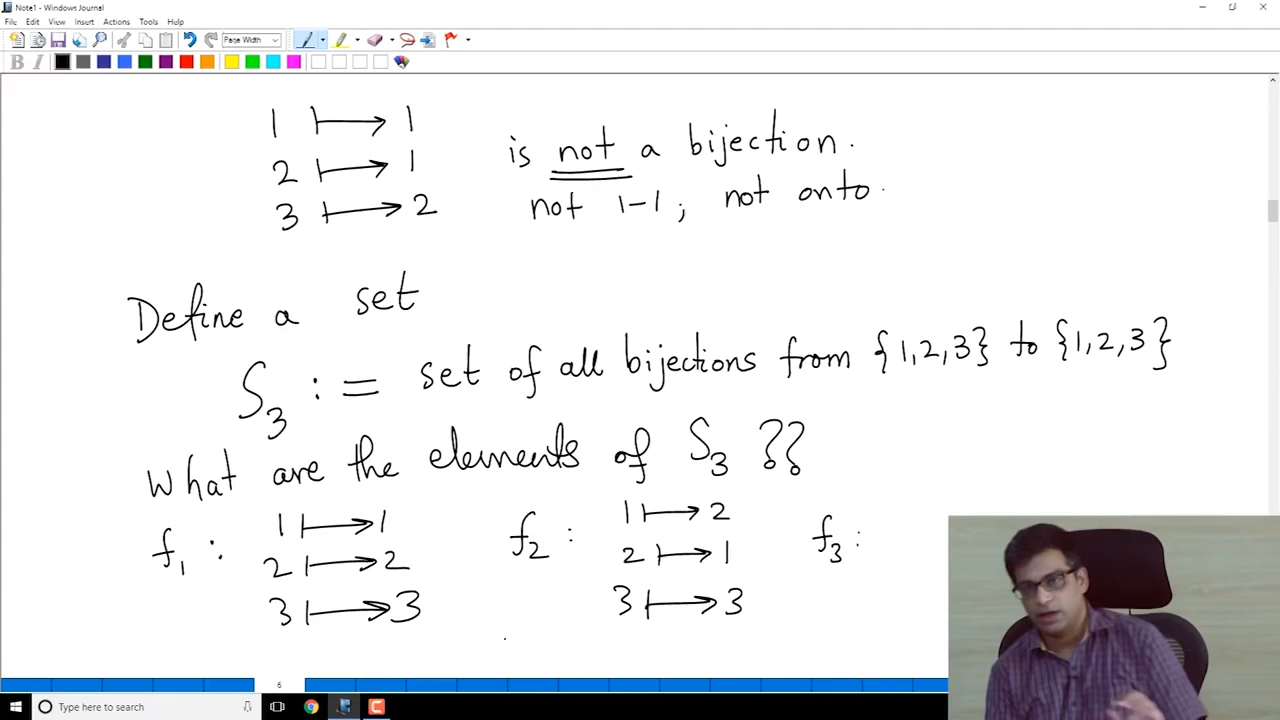 Note1 - Windows Journal
File Edit View Insert Actions Tools Help
Page Width
B I
1 ↦ 1
2 ↦ 1
3 ↦ 2
is not a bijection.
not 1-1; not onto.
Define a set
S₃ := set of all bijections from {1,2,3} to {1,2,3}
What are the elements of S₃ ??
f₁ : 1 ↦ 1
2 ↦ 2
3 ↦ 3
f₂ : 1 ↦ 2
2 ↦ 1
3 ↦ 3
f₃ :
6
Type here to search